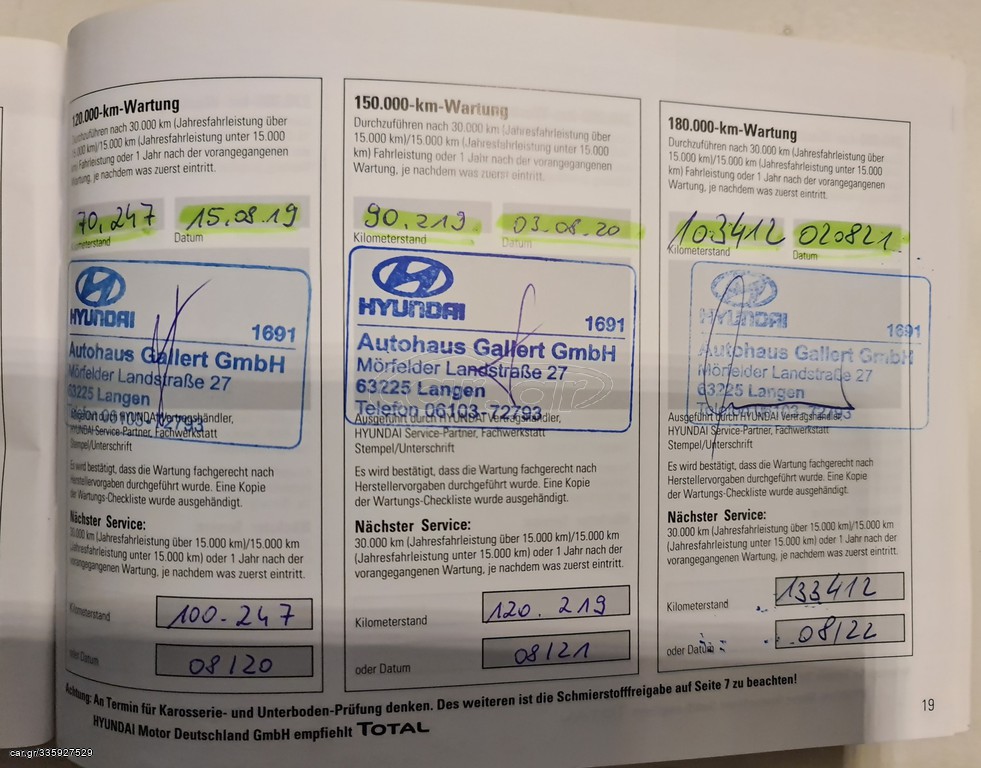 120.000-km-Wartung
Durchzuführen nach 30.000 km (Jahresfahrleistung über
15.000 km)/15.000 km (Jahresfahrleistung unter 15.000
km) Fahrleistung oder 1 Jahr nach der vorangegangenen
Wartung, je nachdem was zuerst eintritt.
70,247 15.08.19
Kilometerstand Datum
HYUNDAI
1691
Autohaus Gallert GmbH
Mörfelder Landstraße 27
63225 Langen
Telefon 06103-72793
Ausgeführt durch HYUNDAI Vertragshändler,
HYUNDAI Service-Partner, Fachwerkstatt
Stempel/Unterschrift
Es wird bestätigt, dass die Wartung fachgerecht nach
Herstellervorgaben durchgeführt wurde. Eine Kopie
der Wartungs-Checkliste wurde ausgehändigt.
Nächster Service:
30.000 km (Jahresfahrleistung über 15.000 km)/15.000 km
(Jahresfahrleistung unter 15.000 km) oder 1 Jahr nach der
vorangegangenen Wartung, je nachdem was zuerst eintritt.
Kilometerstand 100.247
oder Datum 08/20
150.000-km-Wartung
Durchzuführen nach 30.000 km (Jahresfahrleistung über
15.000 km)/15.000 km (Jahresfahrleistung unter 15.000
km) Fahrleistung oder 1 Jahr nach der vorangegangenen
Wartung, je nachdem was zuerst eintritt.
90.219 03.08.20
Kilometerstand Datum
HYUNDAI
1691
Autohaus Gallert GmbH
Mörfelder Landstraße 27
63225 Langen
Telefon 06103-72793
Ausgeführt durch HYUNDAI Vertragshändler,
HYUNDAI Service-Partner, Fachwerkstatt
Stempel/Unterschrift
Es wird bestätigt, dass die Wartung fachgerecht nach
Herstellervorgaben durchgeführt wurde. Eine Kopie
der Wartungs-Checkliste wurde ausgehändigt.
Nächster Service:
30.000 km (Jahresfahrleistung über 15.000 km)/15.000 km
(Jahresfahrleistung unter 15.000 km) oder 1 Jahr nach der
vorangegangenen Wartung, je nachdem was zuerst eintritt.
Kilometerstand 120.219
oder Datum 08/21
180.000-km-Wartung
Durchzuführen nach 30.000 km (Jahresfahrleistung über
15.000 km)/15.000 km (Jahresfahrleistung unter 15.000
km) Fahrleistung oder 1 Jahr nach der vorangegangenen
Wartung, je nachdem was zuerst eintritt.
103412 020821
Kilometerstand Datum
HYUNDAI
1691
Autohaus Gallert GmbH
Mörfelder Landstraße 27
63225 Langen
Telefon 06103-72793
Ausgeführt durch HYUNDAI Vertragshändler,
HYUNDAI Service-Partner, Fachwerkstatt
Stempel/Unterschrift
Es wird bestätigt, dass die Wartung fachgerecht nach
Herstellervorgaben durchgeführt wurde. Eine Kopie
der Wartungs-Checkliste wurde ausgehändigt.
Nächster Service:
30.000 km (Jahresfahrleistung über 15.000 km)/15.000 km
(Jahresfahrleistung unter 15.000 km) oder 1 Jahr nach der
vorangegangenen Wartung, je nachdem was zuerst eintritt.
Kilometerstand 133412
oder Datum 08/22
Achtung: An Termin für Karosserie- und Unterboden-Prüfung denken. Des weiteren ist die Schmierstofffreigabe auf Seite 7 zu beachten!
HYUNDAI Motor Deutschland GmbH empfiehlt TOTAL
19
car.gr/335927529